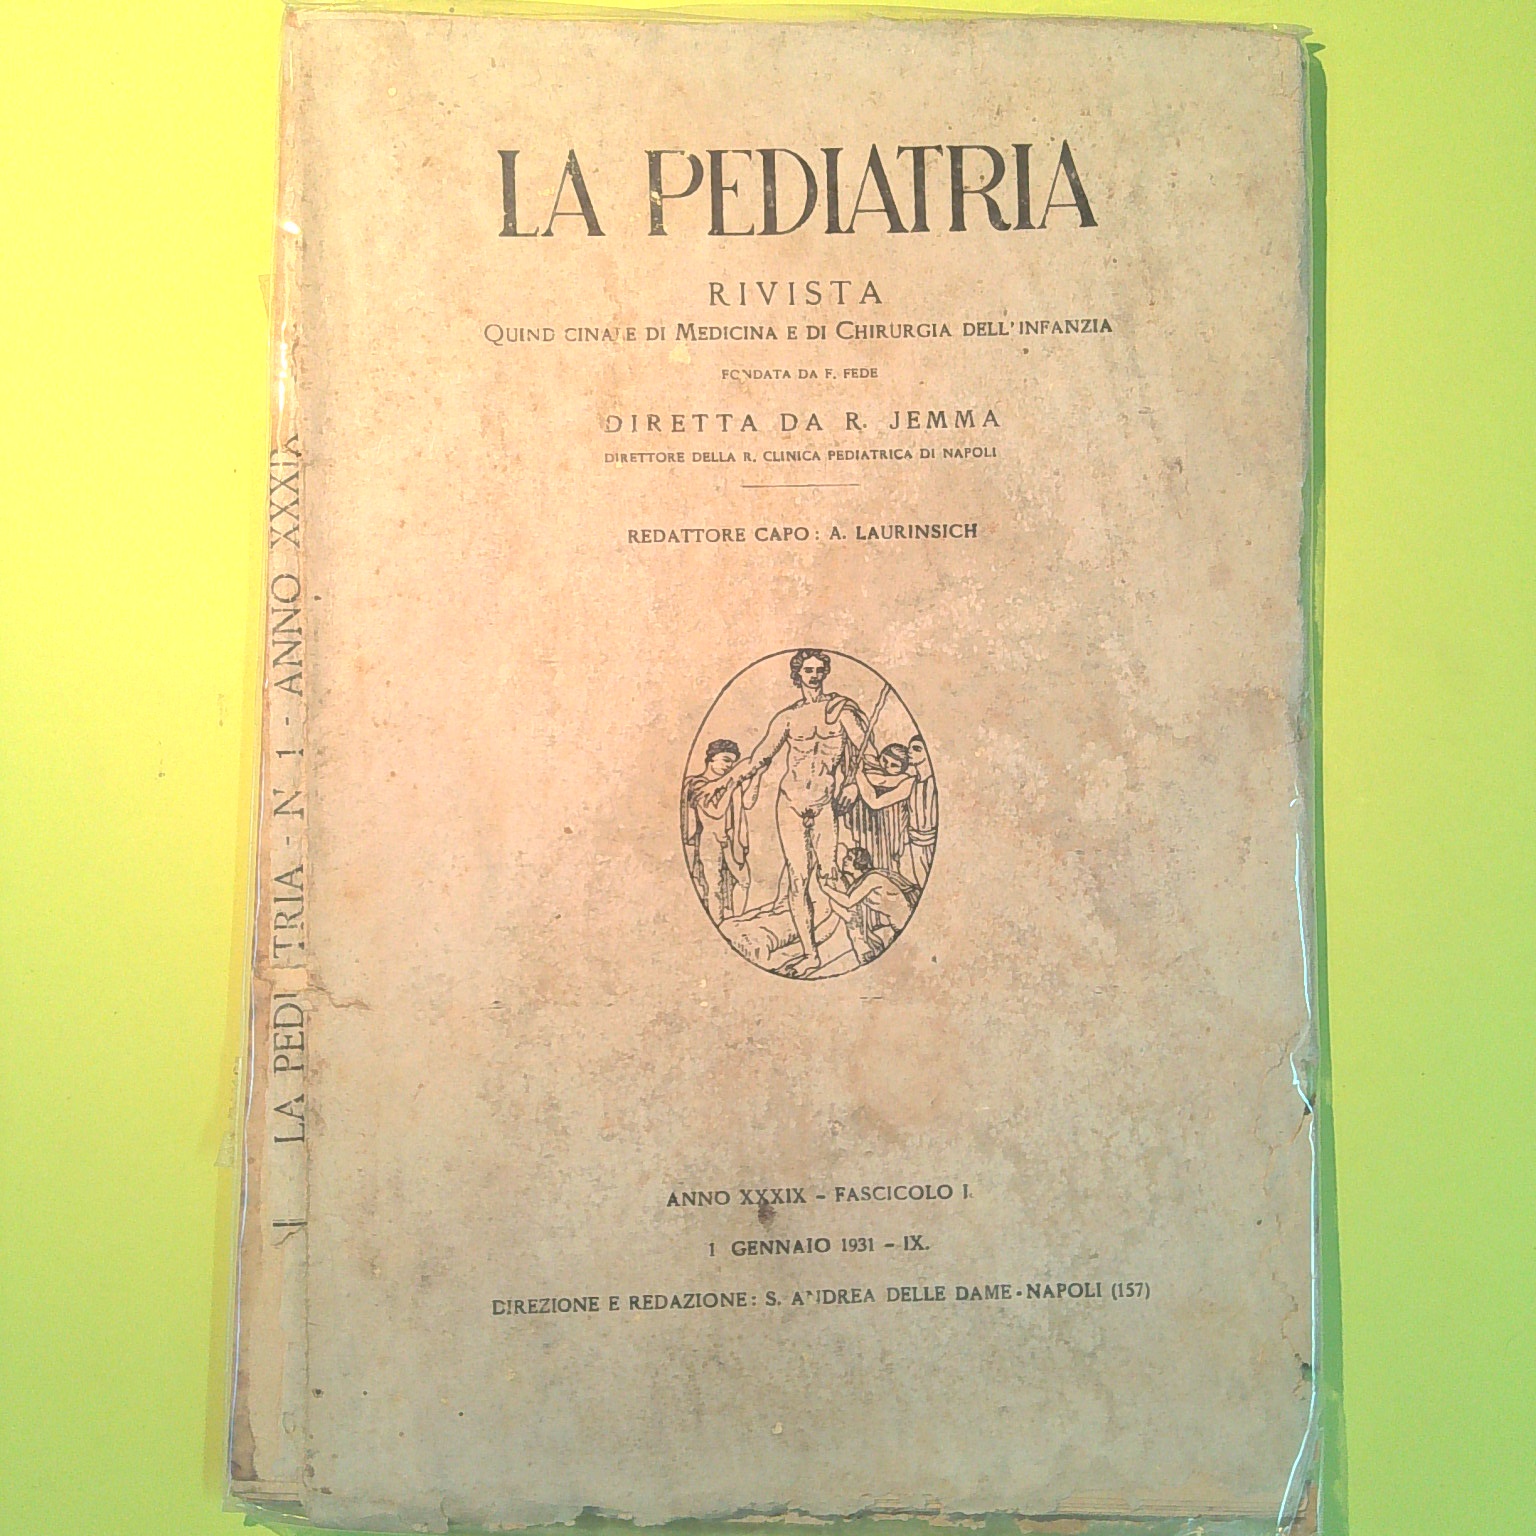 LA PEDIATRIA
RIVISTA
QUINDICINALE DI MEDICINA E DI CHIRURGIA DELL'INFANZIA
FONDATA DA F. FEDE
DIRETTA DA R. JEMMA
DIRETTORE DELLA R. CLINICA PEDIATRICA DI NAPOLI
REDATTORE CAPO: A. LAURINSICH
ANNO XXXIX - FASCICOLO I.
1 GENNAIO 1931 - IX.
DIREZIONE E REDAZIONE: S. ANDREA DELLE DAME - NAPOLI (157)
LA PEDIATRIA - N 1 - ANNO XXXIX